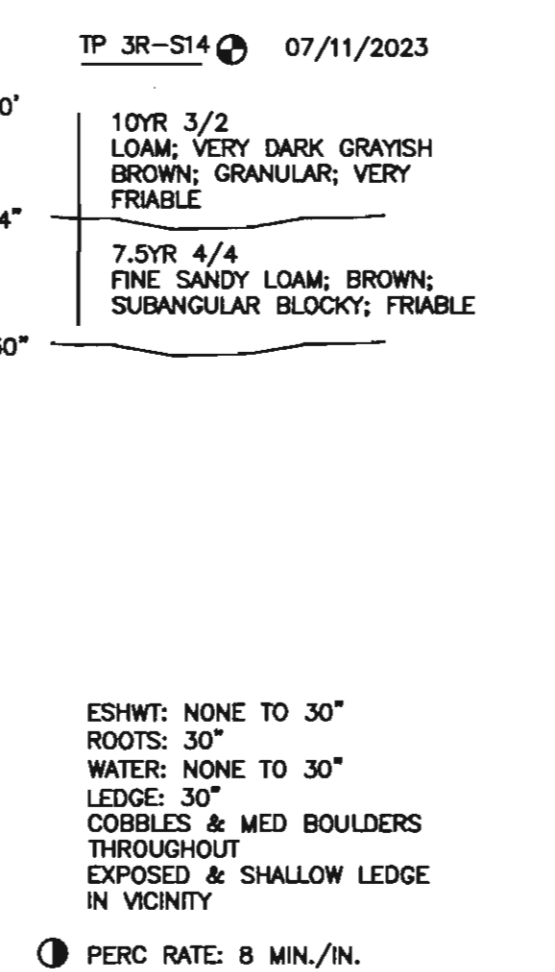 TP 3R-S14 07/11/2023
0'
10YR 3/2
LOAM; VERY DARK GRAYISH
BROWN; GRANULAR; VERY
FRIABLE
4"
7.5YR 4/4
FINE SANDY LOAM; BROWN;
SUBANGULAR BLOCKY; FRIABLE
0"
ESHWT: NONE TO 30"
ROOTS: 30"
WATER: NONE TO 30"
LEDGE: 30"
COBBLES & MED BOULDERS
THROUGHOUT
EXPOSED & SHALLOW LEDGE
IN VICINITY
PERC RATE: 8 MIN./IN.